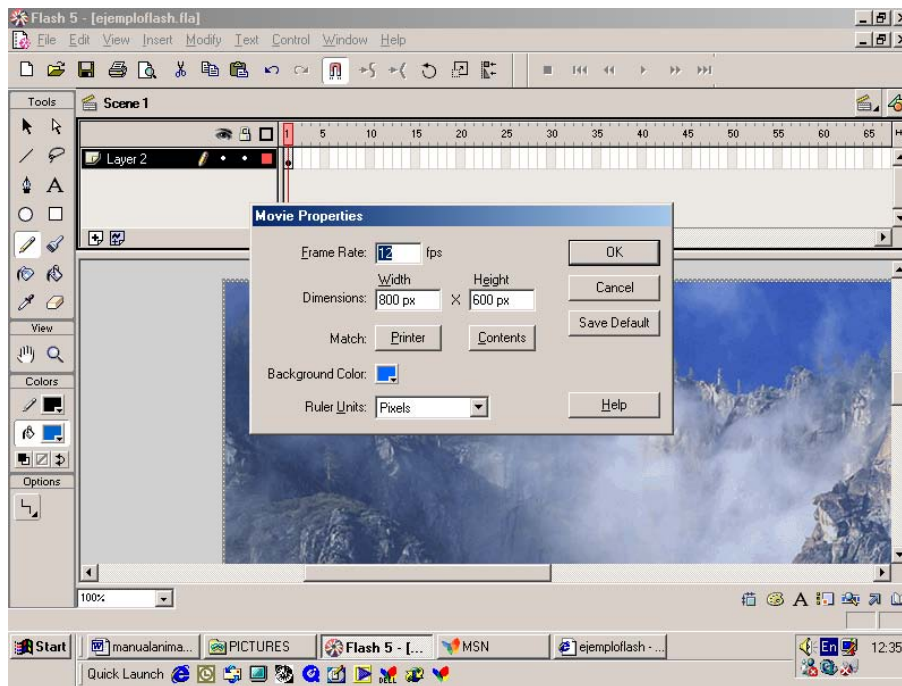 Flash 5 - [ejemploflash.fla]
File Edit View Insert Modify Text Control Window Help
Tools
Scene 1
1 5 10 15 20 25 30 35 40 45 50 55 60 65
Layer 2
Movie Properties
Frame Rate: 12 fps
OK
Width Height
Dimensions: 800 px X 600 px
Cancel
Match: Printer Contents
Save Default
Background Color:
Ruler Units: Pixels
Help
View
Colors
Options
100%
Start manualanima... PICTURES Flash 5 - [... MSN ejemploflash - ... En 12:35
Quick Launch DELL